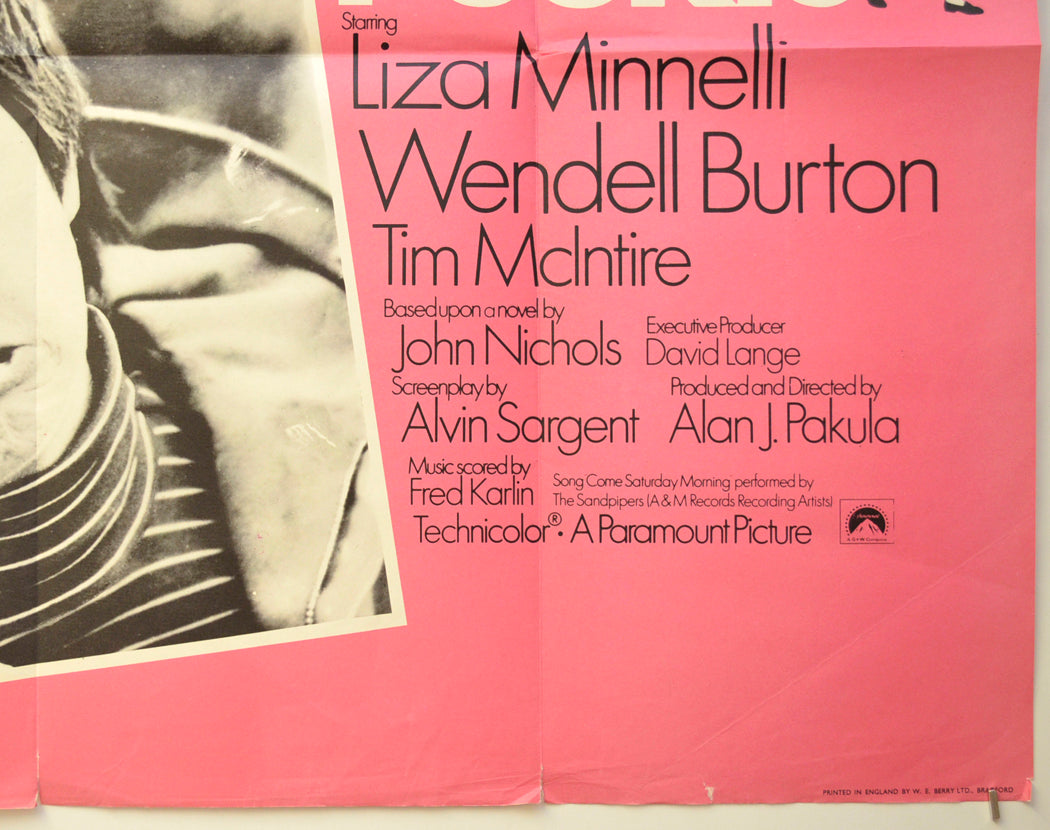 Starring
Liza Minnelli
Wendell Burton
Tim McIntire
Based upon a novel by
John Nichols
Executive Producer
David Lange
Screenplay by
Alvin Sargent
Produced and Directed by
Alan J. Pakula
Music scored by
Fred Karlin
Song Come Saturday Morning performed by
The Sandpipers (A & M Records Recording Artists)
Technicolor®. A Paramount Picture
Paramount
A G+W Company
PRINTED IN ENGLAND BY W. E. BERRY LTD., BRADFORD